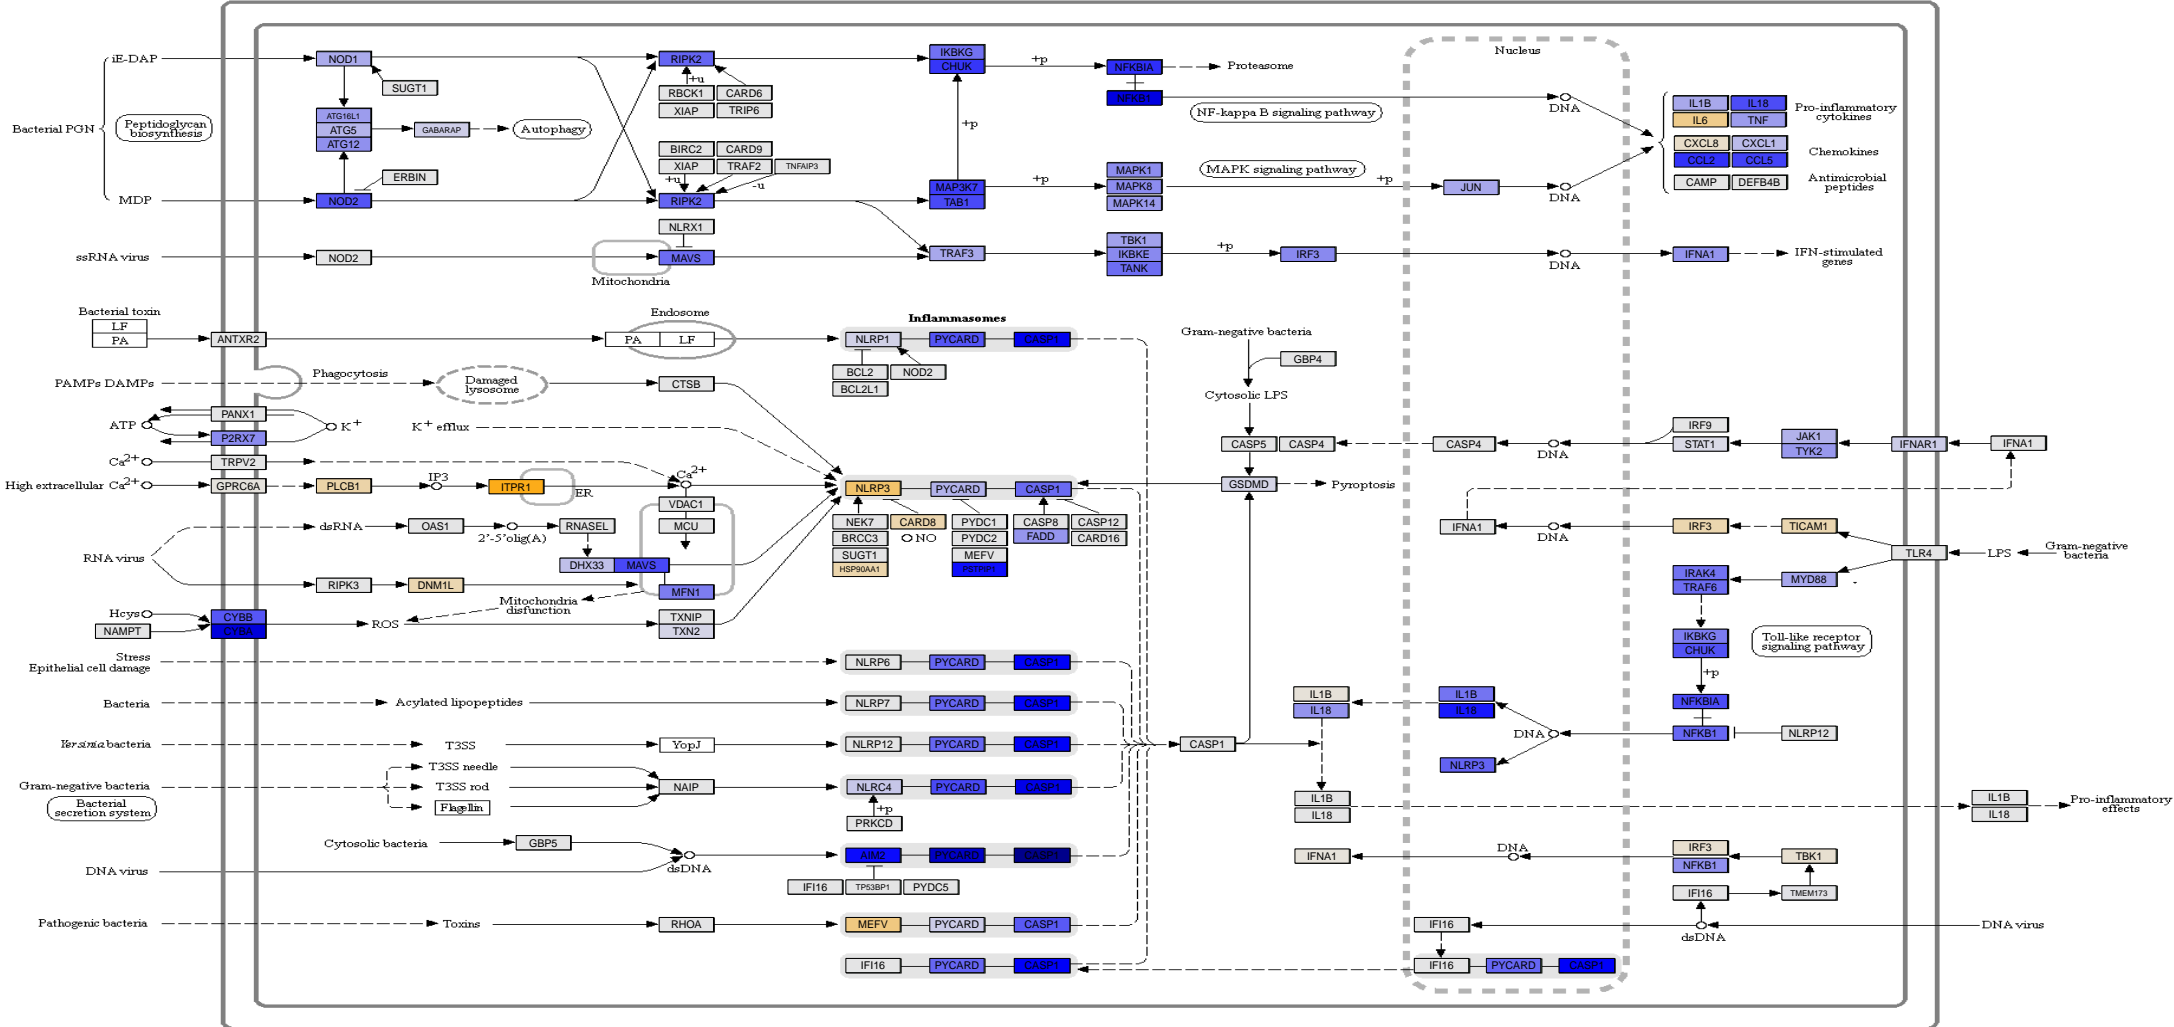 Nucleus
iE-DAP
NOD1
SUGT1
RIPK2
+u
RBCK1
CARD6
XIAP
TRIP6
IKBKG
CHUK
+p
NFKBIA
Proteasome
NFKB1
NF-kappa B signaling pathway
DNA
IL1B
IL18
Pro-inflammatory
cytokines
IL6
TNF
CXCL8
CXCL1
Chemokines
CCL2
CCL5
CAMP
DEFB4B
Antimicrobial
peptides
Bacterial PGN
Peptidoglycan
biosynthesis
ATG16L1
ATG5
ATG12
GABARAP
Autophagy
ERBIN
MDP
NOD2
BIRC2
CARD9
XIAP
TRAF2
TNFAIP3
+u
-u
RIPK2
+p
MAP3K7
TAB1
+p
MAPK1
MAPK8
MAPK14
MAPK signaling pathway
+p
JUN
DNA
NLRX1
ssRNA virus
NOD2
MAVS
Mitochondria
TRAF3
TBK1
IKBKE
TANK
+p
IRF3
DNA
IFNA1
IFN-stimulated
genes
Bacterial toxin
LF
PA
ANTXR2
Endosome
PA
LF
Inflammasomes
NLRP1
PYCARD
CASP1
BCL2
NOD2
BCL2L1
Gram-negative bacteria
GBP4
Cytosolic LPS
PAMPs DAMPs
Phagocytosis
Damaged
lysosome
CTSB
PANX1
ATP
K+
P2RX7
K+ efflux
CASP5
CASP4
CASP4
DNA
IRF9
STAT1
JAK1
TYK2
IFNAR1
IFNA1
Ca2+
TRPV2
High extracellular Ca2+
GPRC6A
PLCB1
IP3
ITPR1
ER
Ca2+
VDAC1
MCU
NLRP3
PYCARD
CASP1
GSDMD
Pyroptosis
NEK7
CARD8
PYDC1
CASP8
CASP12
BRCC3
NO
PYDC2
FADD
CARD16
SUGT1
MEFV
HSP90AA1
PSTPIP1
dsRNA
OAS1
2'-5'olig(A)
RNASEL
RNA virus
DHX33
MAVS
RIPK3
DNM1L
MFN1
Mitochondria
disfunction
IFNA1
DNA
IRF3
TICAM1
TLR4
LPS
Gram-negative
bacteria
IRAK4
TRAF6
MYD88
-
Hcys
NAMPT
CYBB
CYBA
ROS
TXNIP
TXN2
IKBKG
CHUK
Toll-like receptor
signaling pathway
+p
Stress
Epithelial cell damage
NLRP6
PYCARD
CASP1
Bacteria
Acylated lipopeptides
NLRP7
PYCARD
CASP1
IL1B
IL18
IL1B
IL18
NFKBIA
DNA
NFKB1
NLRP12
NLRP3
Yersinia bacteria
T3SS
YopJ
NLRP12
PYCARD
CASP1
CASP1
Gram-negative bacteria
Bacterial
secretion system
T3SS needle
T3SS rod
Flagellin
NAIP
NLRC4
PYCARD
CASP1
+p
PRKCD
IL1B
IL18
IL1B
IL18
Pro-inflammatory
effects
Cytosolic bacteria
GBP5
DNA virus
dsDNA
AIM2
PYCARD
CASP1
IFI16
TP53BP1
PYDC5
IFNA1
DNA
IRF3
NFKB1
TBK1
IFI16
TMEM173
Pathogenic bacteria
Toxins
RHOA
MEFV
PYCARD
CASP1
IFI16
dsDNA
DNA virus
IFI16
PYCARD
CASP1
IFI16
PYCARD
CASP1